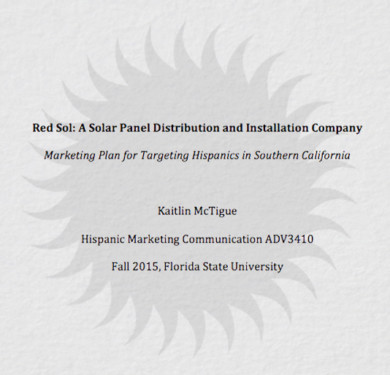 Red Sol: A Solar Panel Distribution and Installation Company
Marketing Plan for Targeting Hispanics in Southern California
Kaitlin McTigue
Hispanic Marketing Communication ADV3410
Fall 2015, Florida State University